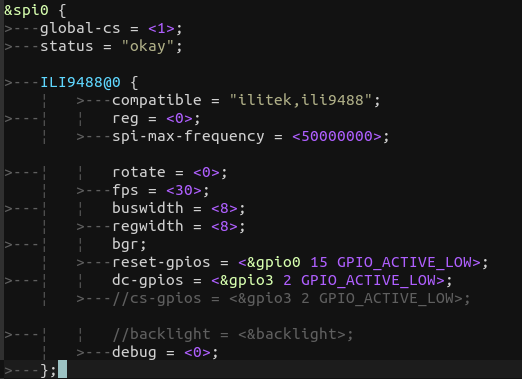 &spi0 {
>---global-cs = <1>;
>---status = "okay";
>---ILI9488@0 {
¦   >---compatible = "ilitek,ili9488";
>---¦   ¦   reg = <0>;
¦   >---spi-max-frequency = <50000000>;
>---¦   ¦   rotate = <0>;
¦   >---fps = <30>;
>---¦   ¦   buswidth = <8>;
¦   >---regwidth = <8>;
>---¦   ¦   bgr;
¦   >---reset-gpios = <&gpio0 15 GPIO_ACTIVE_LOW>;
>---¦   ¦   dc-gpios = <&gpio3 2 GPIO_ACTIVE_LOW>;
¦   >---//cs-gpios = <&gpio3 2 GPIO_ACTIVE_LOW>;
>---¦   ¦   //backlight = <&backlight>;
¦   >---debug = <0>;
>---};